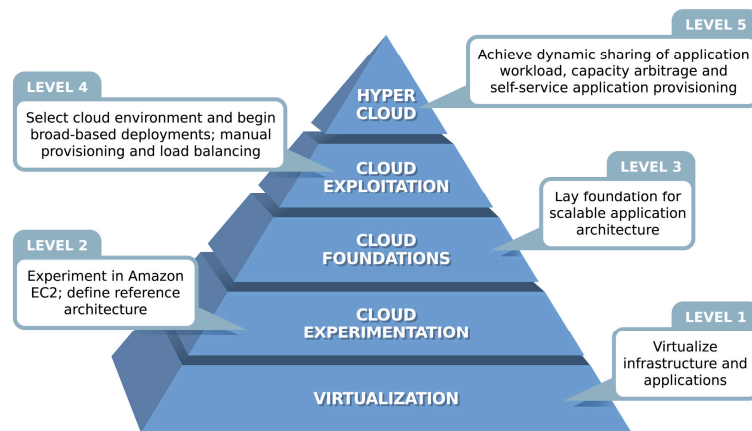 LEVEL 5
Achieve dynamic sharing of application
workload, capacity arbitrage and
self-service application provisioning
HYPER
CLOUD
LEVEL 4
Select cloud environment and begin
broad-based deployments; manual
provisioning and load balancing
CLOUD
EXPLOITATION
LEVEL 3
Lay foundation for
scalable application
architecture
CLOUD
FOUNDATIONS
LEVEL 2
Experiment in Amazon
EC2; define reference
architecture
CLOUD
EXPERIMENTATION
LEVEL 1
Virtualize
infrastructure and
applications
VIRTUALIZATION